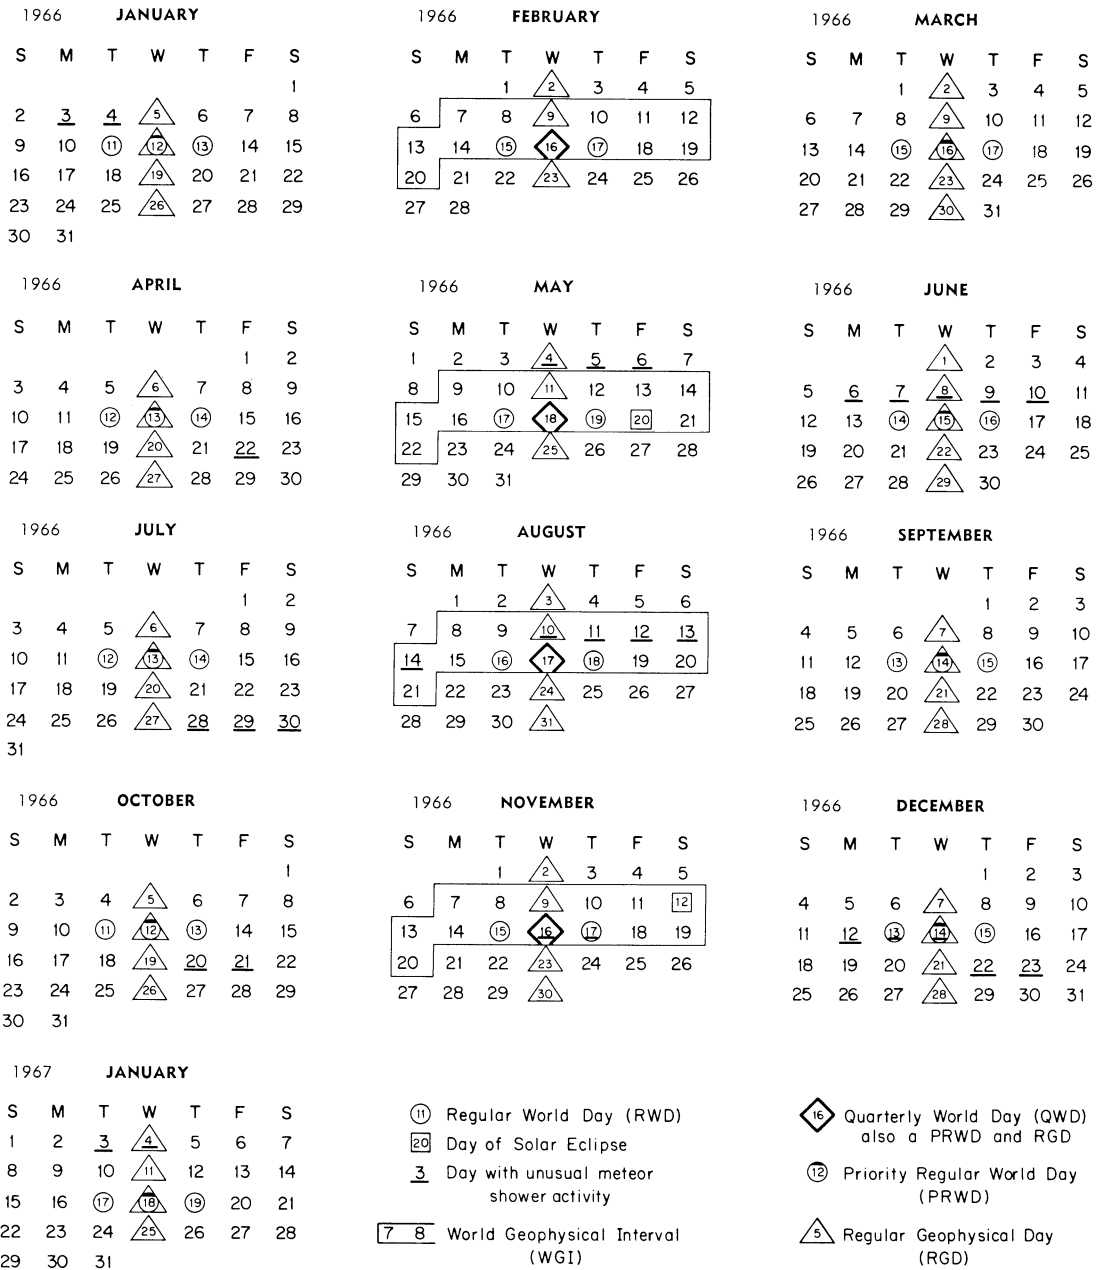 1966 JANUARY
S M T W T F S
1
2 3 4 5 6 7 8
9 10 11 12 13 14 15
16 17 18 19 20 21 22
23 24 25 26 27 28 29
30 31
1966 FEBRUARY
S M T W T F S
1 2 3 4 5
6 7 8 9 10 11 12
13 14 15 16 17 18 19
20 21 22 23 24 25 26
27 28
1966 MARCH
S M T W T F S
1 2 3 4 5
6 7 8 9 10 11 12
13 14 15 16 17 18 19
20 21 22 23 24 25 26
27 28 29 30 31
1966 APRIL
S M T W T F S
1 2
3 4 5 6 7 8 9
10 11 12 13 14 15 16
17 18 19 20 21 22 23
24 25 26 27 28 29 30
1966 MAY
S M T W T F S
1 2 3 4 5 6 7
8 9 10 11 12 13 14
15 16 17 18 19 20 21
22 23 24 25 26 27 28
29 30 31
1966 JUNE
S M T W T F S
1 2 3 4
5 6 7 8 9 10 11
12 13 14 15 16 17 18
19 20 21 22 23 24 25
26 27 28 29 30
1966 JULY
S M T W T F S
1 2
3 4 5 6 7 8 9
10 11 12 13 14 15 16
17 18 19 20 21 22 23
24 25 26 27 28 29 30
31
1966 AUGUST
S M T W T F S
1 2 3 4 5 6
7 8 9 10 11 12 13
14 15 16 17 18 19 20
21 22 23 24 25 26 27
28 29 30 31
1966 SEPTEMBER
S M T W T F S
1 2 3
4 5 6 7 8 9 10
11 12 13 14 15 16 17
18 19 20 21 22 23 24
25 26 27 28 29 30
1966 OCTOBER
S M T W T F S
1
2 3 4 5 6 7 8
9 10 11 12 13 14 15
16 17 18 19 20 21 22
23 24 25 26 27 28 29
30 31
1966 NOVEMBER
S M T W T F S
1 2 3 4 5
6 7 8 9 10 11 12
13 14 15 16 17 18 19
20 21 22 23 24 25 26
27 28 29 30
1966 DECEMBER
S M T W T F S
1 2 3
4 5 6 7 8 9 10
11 12 13 14 15 16 17
18 19 20 21 22 23 24
25 26 27 28 29 30 31
1967 JANUARY
S M T W T F S
1 2 3 4 5 6 7
8 9 10 11 12 13 14
15 16 17 18 19 20 21
22 23 24 25 26 27 28
29 30 31
11 Regular World Day (RWD)
20 Day of Solar Eclipse
3 Day with unusual meteor
shower activity
7 8 World Geophysical Interval
(WGI)
16 Quarterly World Day (QWD)
also a PRWD and RGD
12 Priority Regular World Day
(PRWD)
5 Regular Geophysical Day
(RGD)